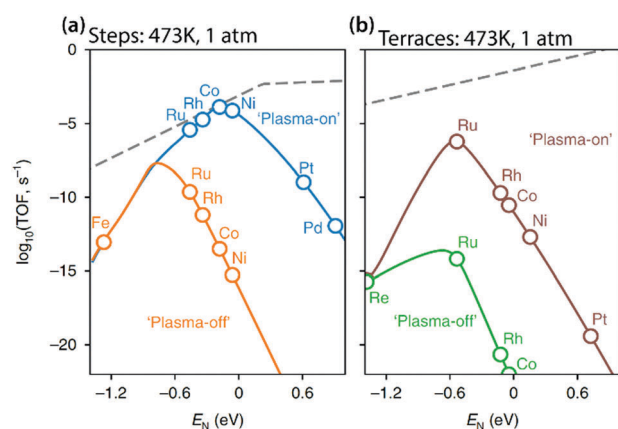 (a) Steps: 473K, 1 atm
0
-5
-10
-15
-20
log₁₀(TOF, s⁻¹)
Fe
Ru
Rh
Co
Ni
'Plasma-on'
Pt
Pd
Ru
Rh
Co
Ni
'Plasma-off'
-1.2 -0.6 0 0.6
E_N (eV)
(b) Terraces: 473K, 1 atm
Ru
'Plasma-on'
Rh
Co
Ni
Pt
Re
Ru
'Plasma-off'
Rh
Co
-1.2 -0.6 0 0.6
E_N (eV)